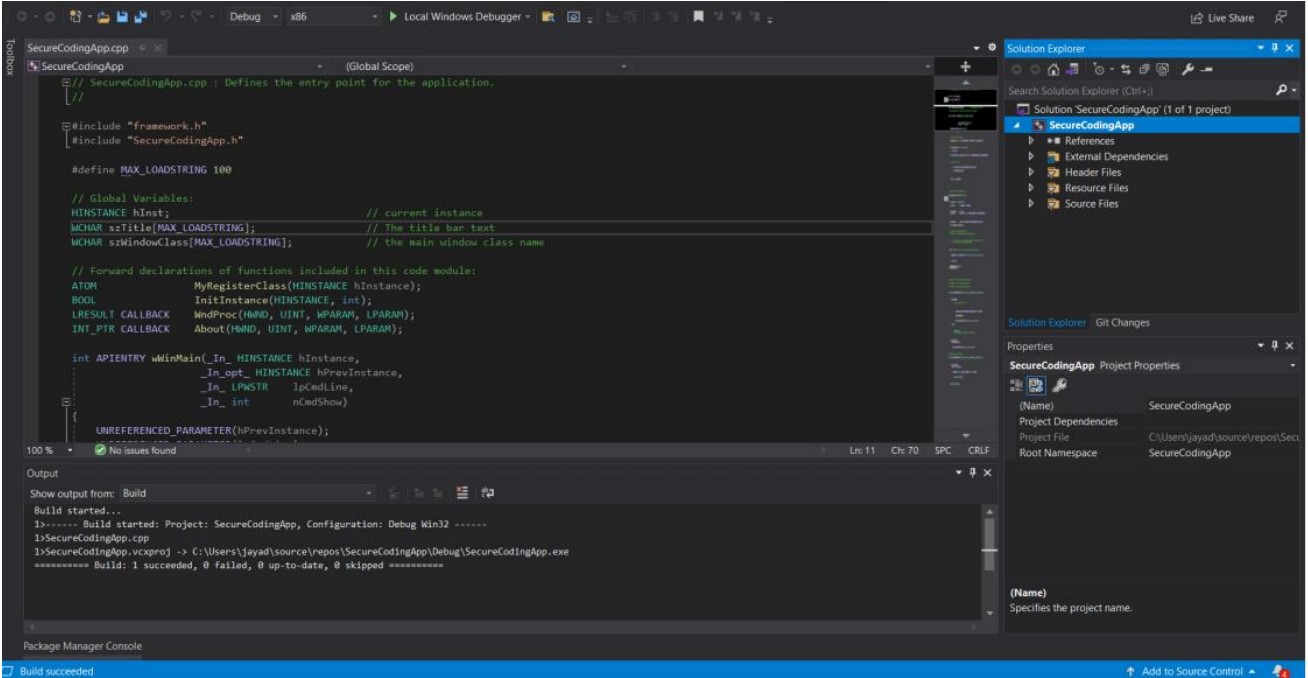 Debug x86 Local Windows Debugger Live Share
Toolbox
SecureCodingApp.cpp
SecureCodingApp (Global Scope)
// SecureCodingApp.cpp : Defines the entry point for the application.
//
#include "framework.h"
#include "SecureCodingApp.h"
#define MAX_LOADSTRING 100
// Global Variables:
HINSTANCE hInst; // current instance
WCHAR szTitle[MAX_LOADSTRING]; // The title bar text
WCHAR szWindowClass[MAX_LOADSTRING]; // the main window class name
// Forward declarations of functions included in this code module:
ATOM MyRegisterClass(HINSTANCE hInstance);
BOOL InitInstance(HINSTANCE, int);
LRESULT CALLBACK WndProc(HWND, UINT, WPARAM, LPARAM);
INT_PTR CALLBACK About(HWND, UINT, WPARAM, LPARAM);
int APIENTRY wWinMain(_In_ HINSTANCE hInstance,
_In_opt_ HINSTANCE hPrevInstance,
_In_ LPWSTR lpCmdLine,
_In_ int nCmdShow)
{
UNREFERENCED_PARAMETER(hPrevInstance);
100 % No issues found Ln: 11 Ch: 70 SPC CRLF
Output
Show output from: Build
Build started...
1>------ Build started: Project: SecureCodingApp, Configuration: Debug Win32 ------
1>SecureCodingApp.cpp
1>SecureCodingApp.vcxproj -> C:\Users\jayad\source\repos\SecureCodingApp\Debug\SecureCodingApp.exe
========== Build: 1 succeeded, 0 failed, 0 up-to-date, 0 skipped ==========
Package Manager Console
Build succeeded
Solution Explorer
Search Solution Explorer (Ctrl+;)
Solution 'SecureCodingApp' (1 of 1 project)
SecureCodingApp
References
External Dependencies
Header Files
Resource Files
Source Files
Solution Explorer Git Changes
Properties
SecureCodingApp Project Properties
(Name) SecureCodingApp
Project Dependencies
Project File C:\Users\jayad\source\repos\Secu
Root Namespace SecureCodingApp
(Name)
Specifies the project name.
Add to Source Control 4